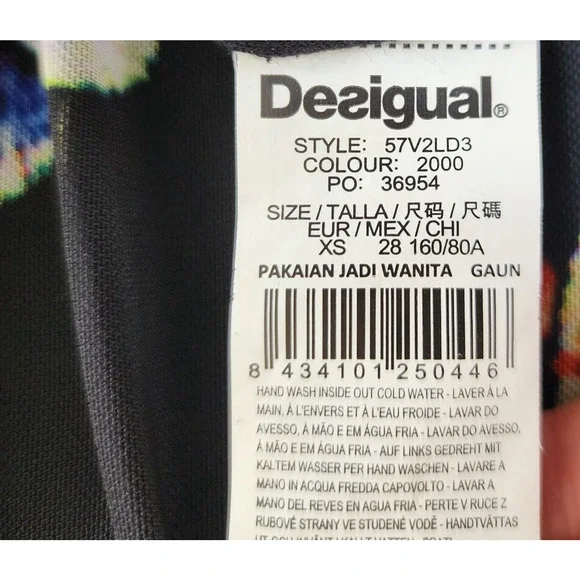 Desigual®
STYLE: 57V2LD3
COLOUR: 2000
PO: 36954
SIZE / TALLA / 尺码 / 尺碼
EUR / MEX / CHI
XS 28 160/80A
PAKAIAN JADI WANITA GAUN
8 434101 250446
HAND WASH INSIDE OUT COLD WATER - LAVER À LA
MAIN, À L'ENVERS ET À L'EAU FROIDE - LAVAR DO
AVESSO, À MÃO E EM ÁGUA FRIA - LAVAR DO AVESSO,
À MÃO E EM ÁGUA FRIA - AUF LINKS GEDREHT MIT
KALTEM WASSER PER HAND WASCHEN - LAVARE A
MANO IN ACQUA FREDDA CAPOVOLTO - LAVAR A
MANO DEL REVES EN AGUA FRIA - PERTE V RUCE Z
RUBOVÉ STRANY VE STUDENÉ VODĚ - HANDTVÄTTAS